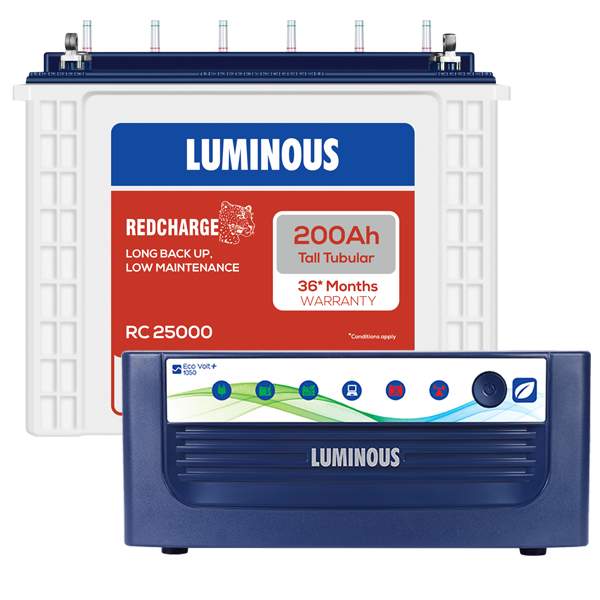 LUMINOUS
REDCHARGE
LONG BACK UP,
LOW MAINTENANCE
RC 25000
200Ah
Tall Tubular
36* Months
WARRANTY
*Conditions apply
Eco Volt+
1050
LUMINOUS